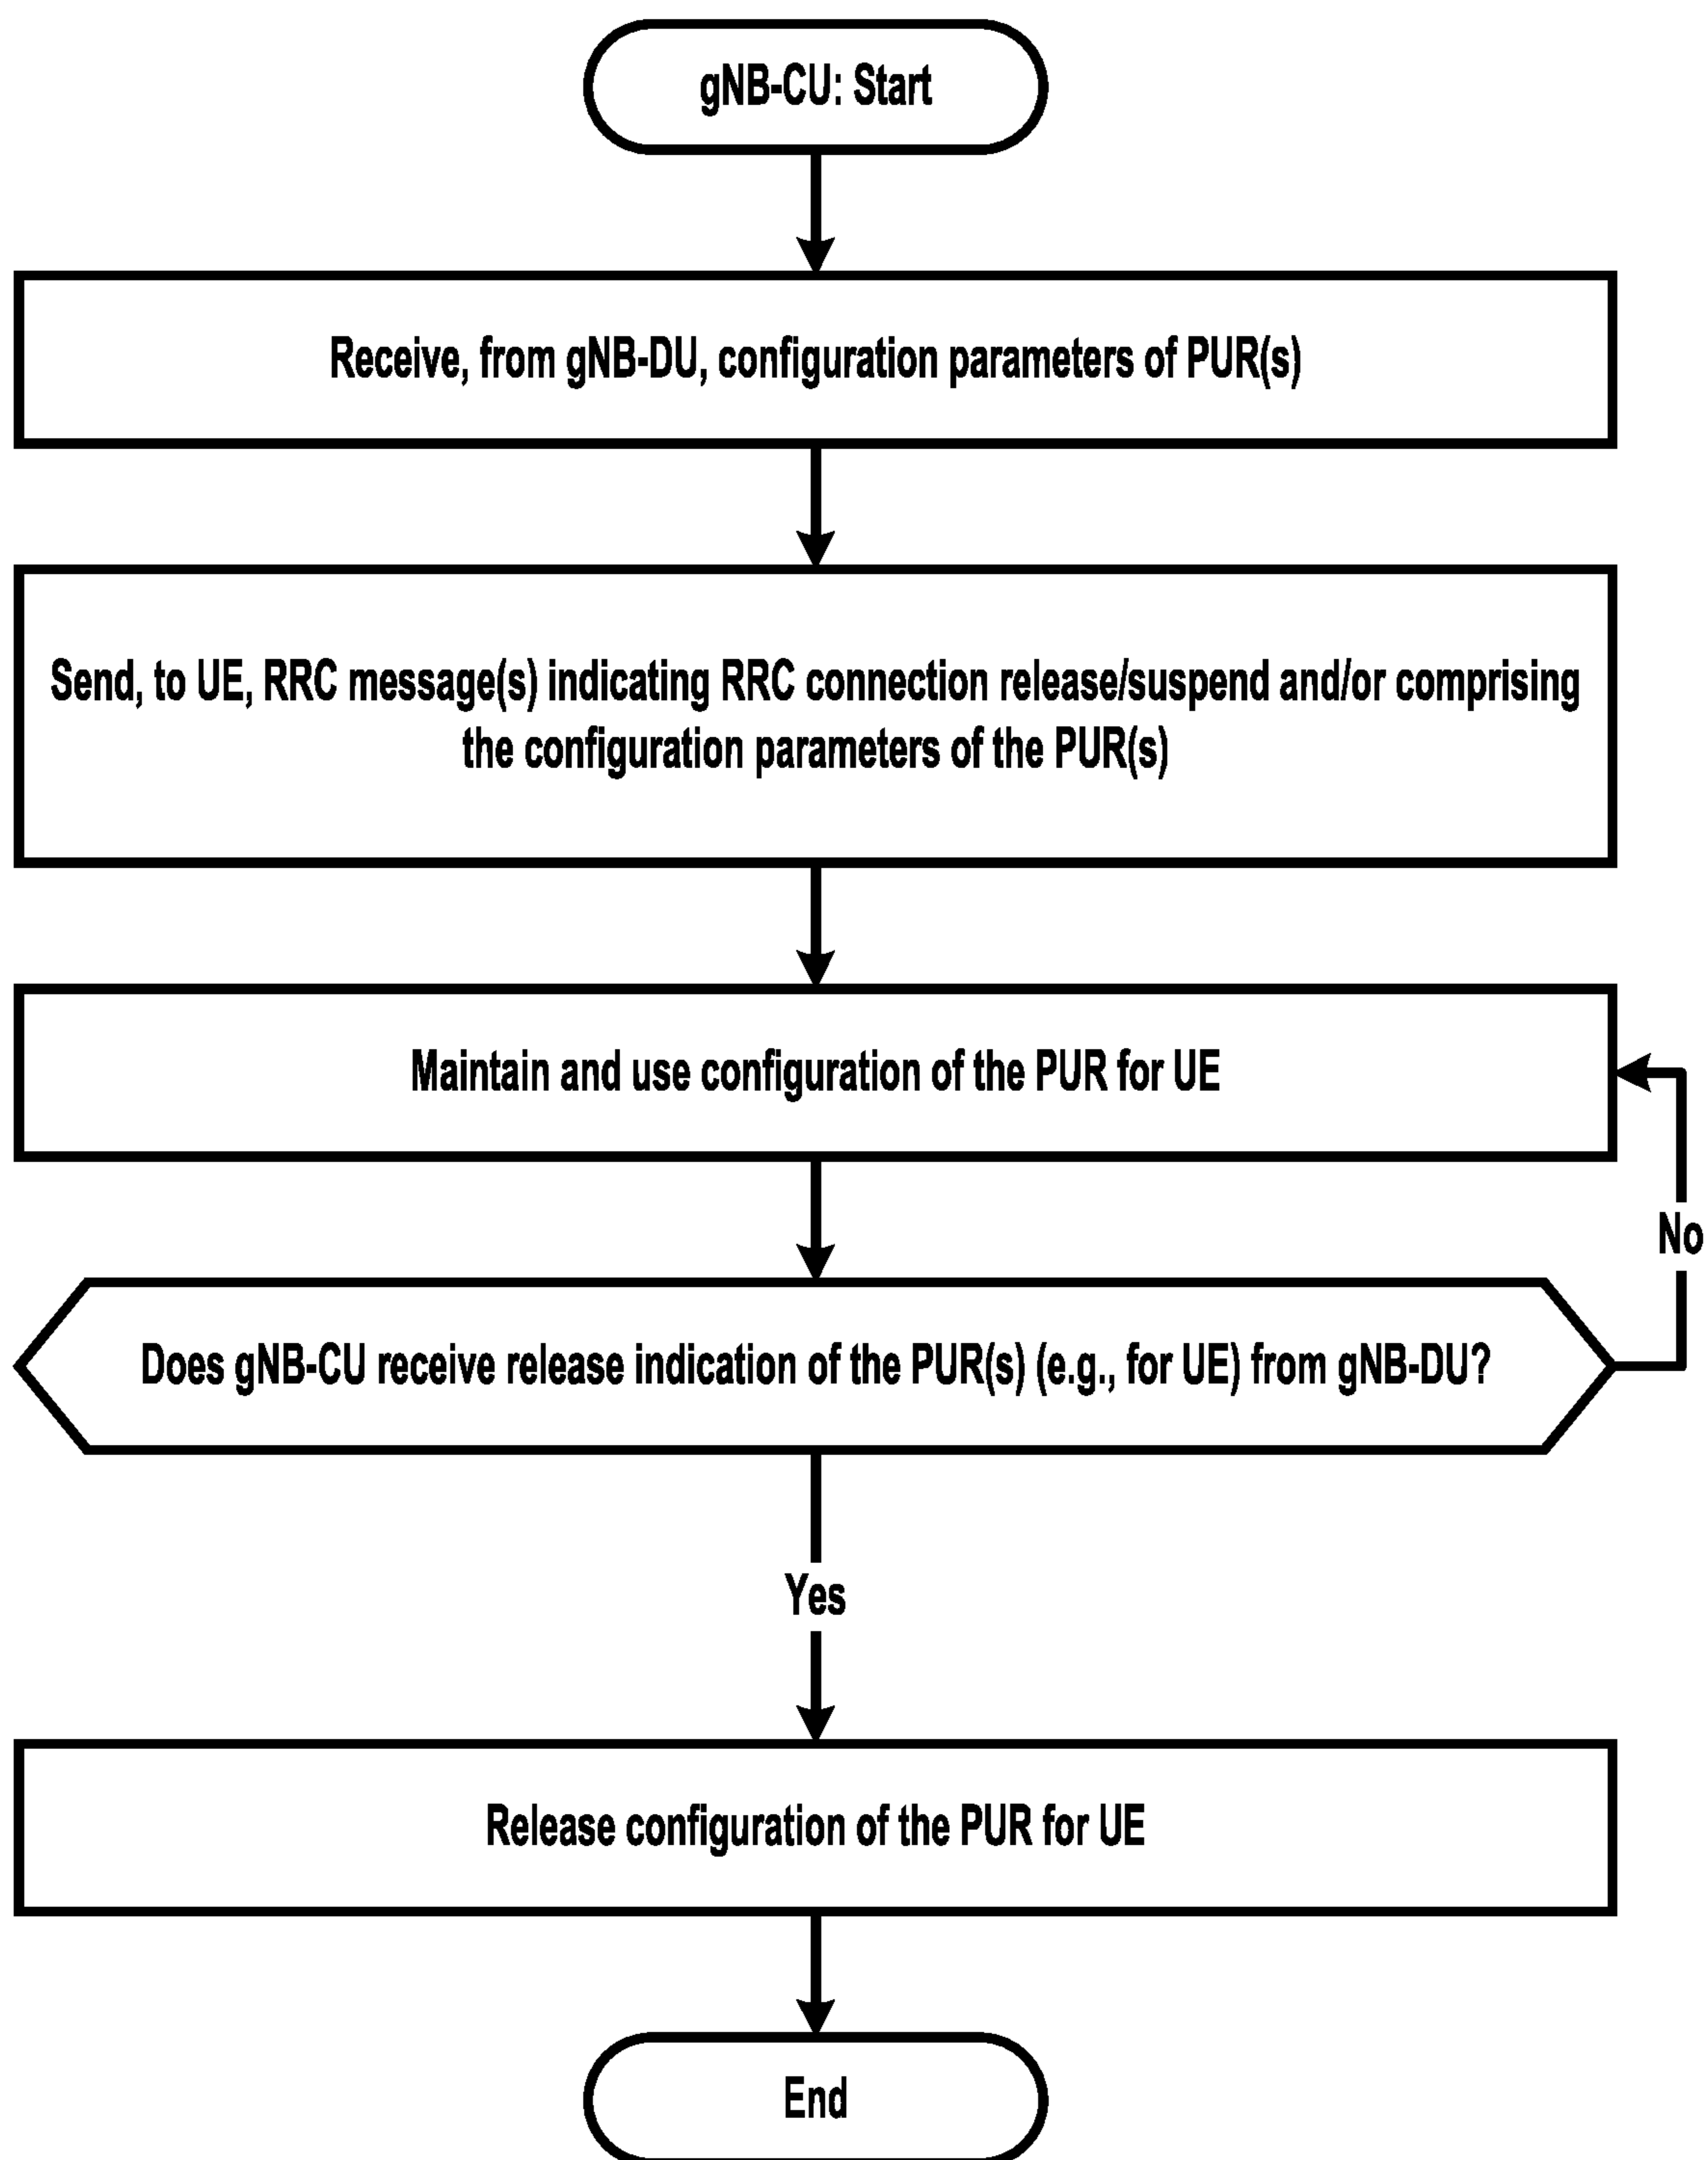 gNB-CU: Start
Receive, from gNB-DU, configuration parameters of PUR(s)
Send, to UE, RRC message(s) indicating RRC connection release/suspend and/or comprising
the configuration parameters of the PUR(s)
Maintain and use configuration of the PUR for UE
No
Does gNB-CU receive release indication of the PUR(s) (e.g., for UE) from gNB-DU?
Yes
Release configuration of the PUR for UE
End